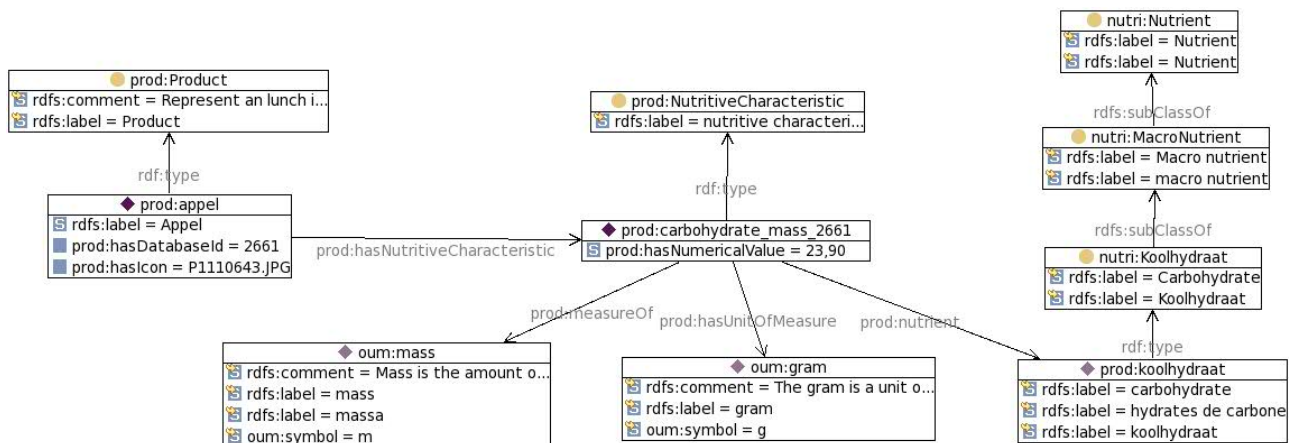 nutri:Nutrient
rdfs:label = Nutrient
rdfs:label = Nutrient
prod:Product
rdfs:comment = Represent an lunch i...
rdfs:label = Product
prod:NutritiveCharacteristic
rdfs:label = nutritive characteri...
rdfs:subClassOf
nutri:MacroNutrient
rdfs:label = Macro nutrient
rdfs:label = macro nutrient
rdf:type
rdf:type
prod:appel
rdfs:label = Appel
prod:hasDatabaseId = 2661
prod:hasIcon = P1110643.JPG
prod:hasNutritiveCharacteristic
prod:carbohydrate_mass_2661
prod:hasNumericalValue = 23,90
rdfs:subClassOf
nutri:Koolhydraat
rdfs:label = Carbohydrate
rdfs:label = Koolhydraat
prod:measureOf
prod:hasUnitOfMeasure
prod:nutrient
rdf:type
oum:mass
rdfs:comment = Mass is the amount o...
rdfs:label = mass
rdfs:label = massa
oum:symbol = m
oum:gram
rdfs:comment = The gram is a unit o...
rdfs:label = gram
oum:symbol = g
prod:koolhydraat
rdfs:label = carbohydrate
rdfs:label = hydrates de carbone
rdfs:label = koolhydraat